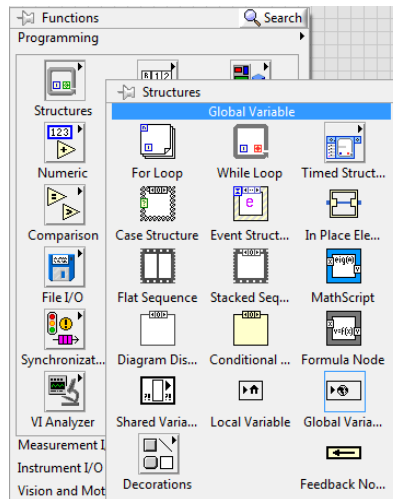 Functions
Search
Programming
Structures
Numeric
Comparison
File I/O
Synchronizat...
VI Analyzer
Measurement I
Instrument I/O
Vision and Mot
Structures
Global Variable
For Loop While Loop Timed Struct...
Case Structure Event Struct... In Place Ele...
Flat Sequence Stacked Seq... MathScript
Diagram Dis... Conditional ... Formula Node
Shared Varia... Local Variable Global Varia...
Decorations Feedback No...